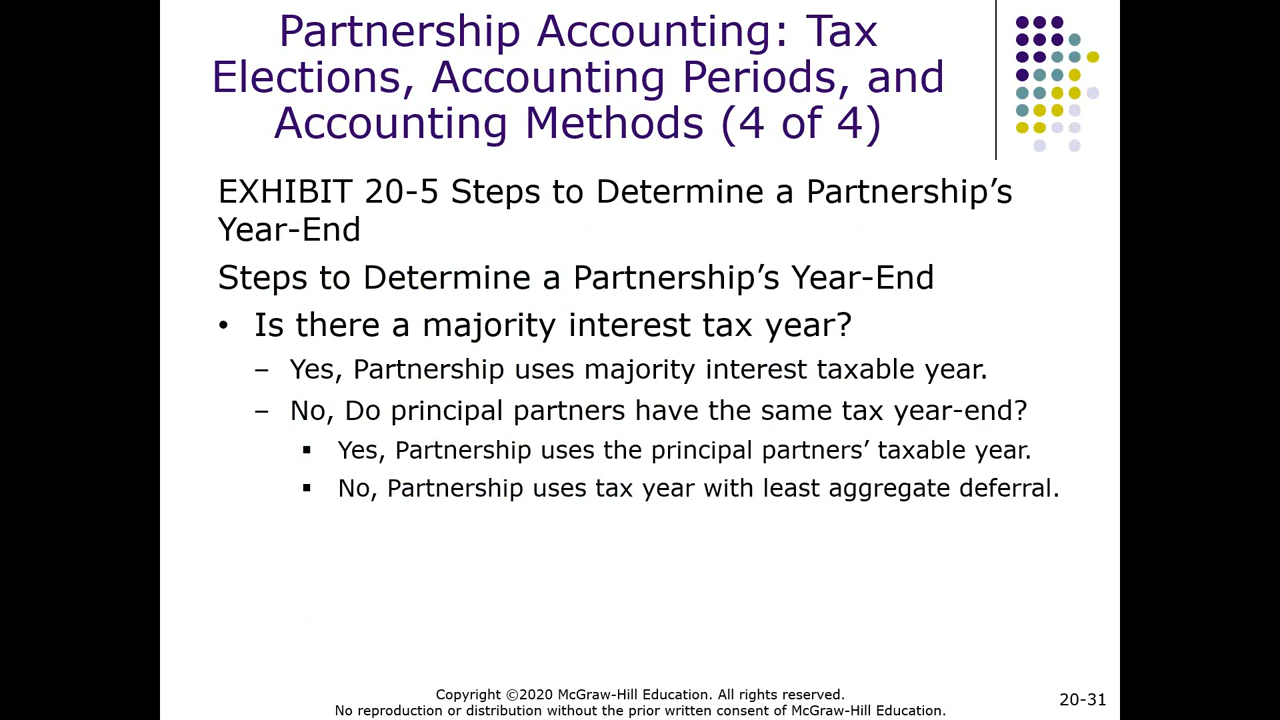 Partnership Accounting: Tax
Elections, Accounting Periods, and
Accounting Methods (4 of 4)
EXHIBIT 20-5 Steps to Determine a Partnership’s
Year-End
Steps to Determine a Partnership’s Year-End
• Is there a majority interest tax year?
– Yes, Partnership uses majority interest taxable year.
– No, Do principal partners have the same tax year-end?
▪ Yes, Partnership uses the principal partners’ taxable year.
▪ No, Partnership uses tax year with least aggregate deferral.
Copyright ©2020 McGraw-Hill Education. All rights reserved.
No reproduction or distribution without the prior written consent of McGraw-Hill Education.
20-31